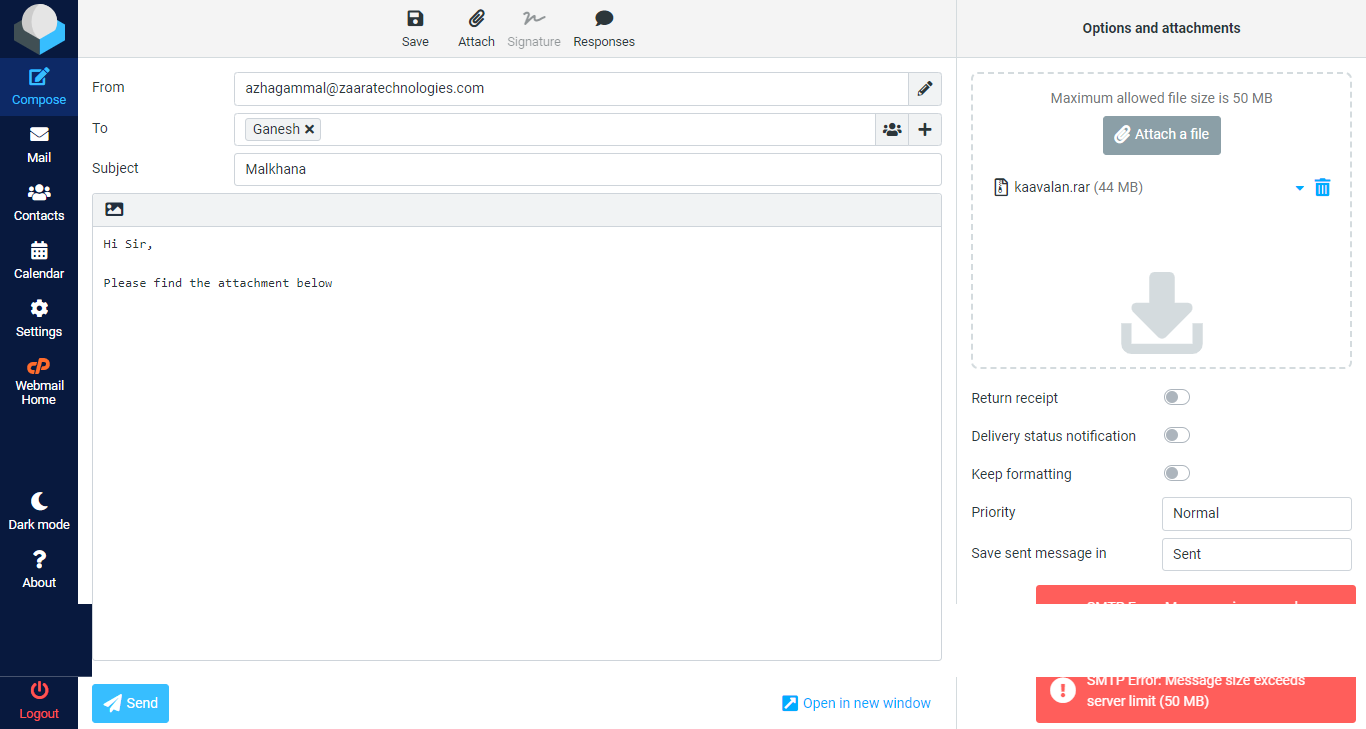 Save
Attach
Signature
Responses
Options and attachments
Compose
Mail
Contacts
Calendar
Settings
cP
Webmail
Home
Dark mode
About
Logout
From
azhagammal@zaaratechnologies.com
To
Ganesh
Subject
Malkhana
Hi Sir,
Please find the attachment below
Send
Open in new window
Maximum allowed file size is 50 MB
Attach a file
kaavalan.rar (44 MB)
Return receipt
Delivery status notification
Keep formatting
Priority
Normal
Save sent message in
Sent
SMTP Error: Message size exceeds
server limit (50 MB)